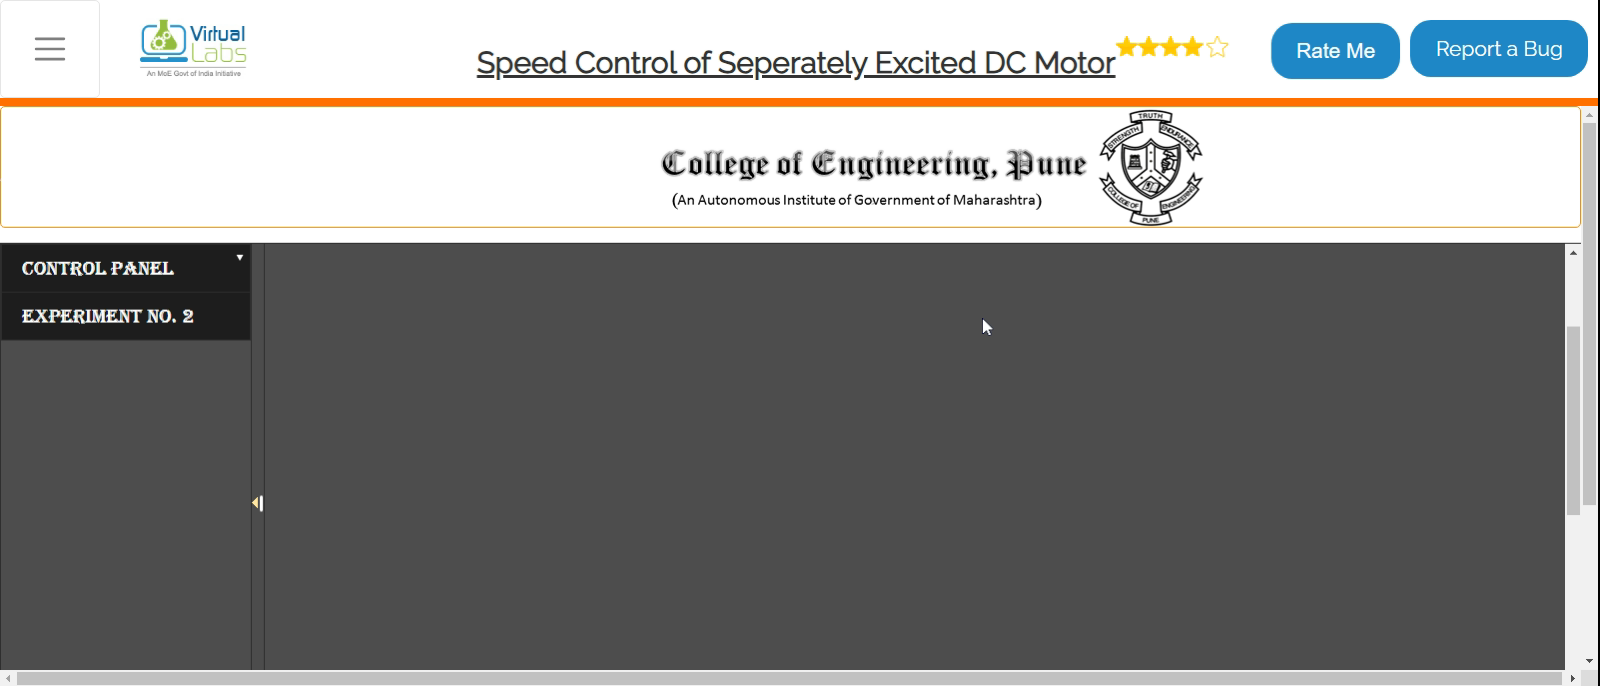 Virtual
Labs
An MoE Govt of India Initiative
Speed Control of Seperately Excited DC Motor
Rate Me
Report a Bug
College of Engineering, Pune
(An Autonomous Institute of Government of Maharashtra)
TRUTH
STRENGTH
ENDURANCE
COLLEGE OF
ENGINEERING
PUNE
CONTROL PANEL
EXPERIMENT NO. 2